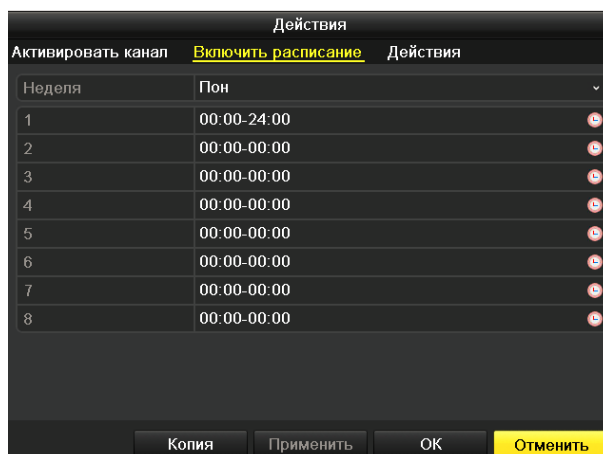 Действия
Активировать канал Включить расписание Действия
Неделя Пон
1 00:00-24:00
2 00:00-00:00
3 00:00-00:00
4 00:00-00:00
5 00:00-00:00
6 00:00-00:00
7 00:00-00:00
8 00:00-00:00
Копия Применить OK Отменить